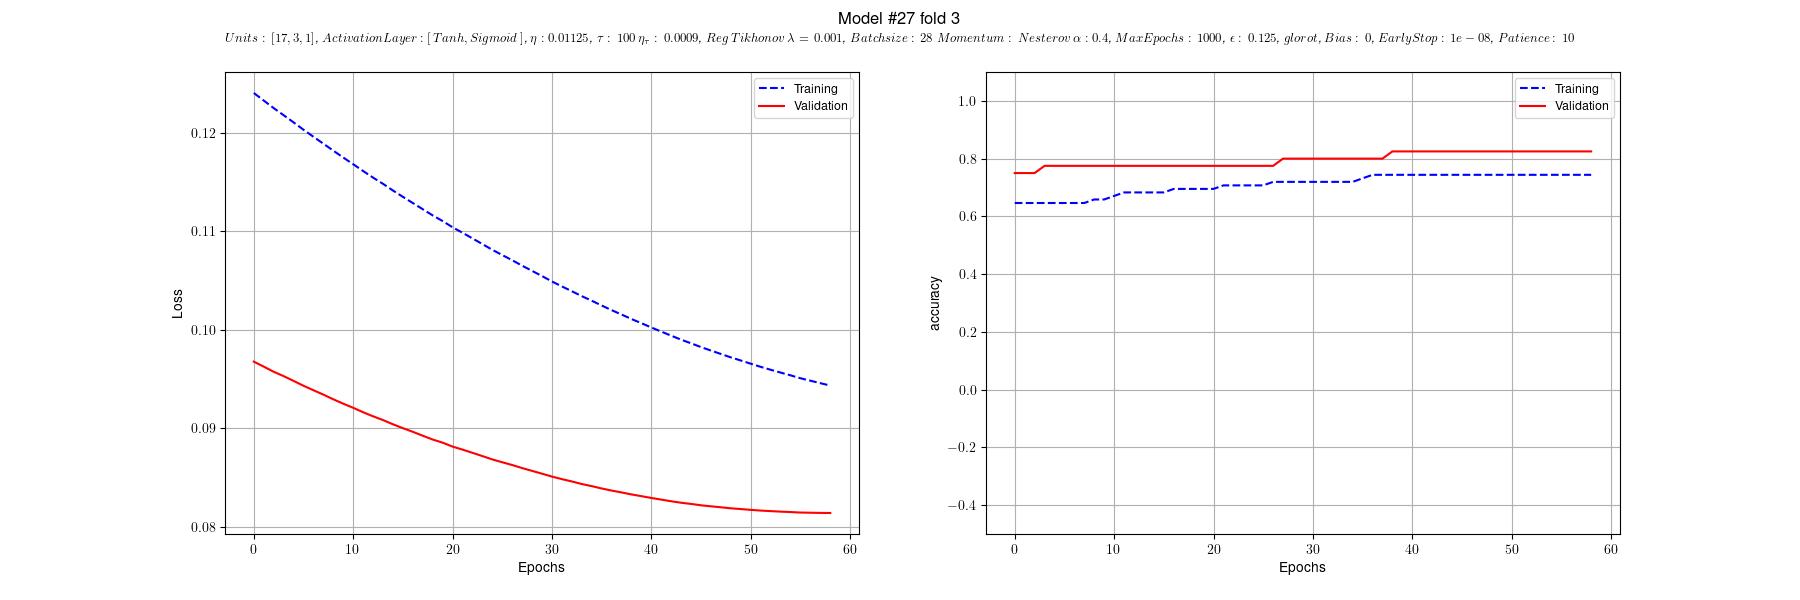 Model #27 fold 3
Units : [17, 3, 1], ActivationLayer : [ Tanh, Sigmoid ], η : 0.01125, τ : 100 η_τ : 0.0009, Reg Tikhonov λ = 0.001, Batchsize : 28 Momentum : Nesterov α : 0.4, MaxEpochs : 1000, ϵ : 0.125, glorot, Bias : 0, EarlyStop : 1e − 08, Patience : 10
Training
Validation
0.12
0.11
0.10
0.09
0.08
Loss
0 10 20 30 40 50 60
Epochs
Training
Validation
1.0
0.8
0.6
0.4
0.2
0.0
−0.2
−0.4
accuracy
0 10 20 30 40 50 60
Epochs